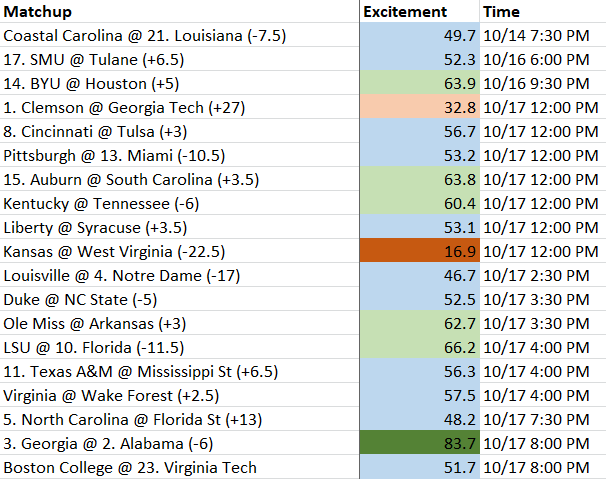 Matchup Excitement Time
Coastal Carolina @ 21. Louisiana (-7.5) 49.7 10/14 7:30 PM
17. SMU @ Tulane (+6.5) 52.3 10/16 6:00 PM
14. BYU @ Houston (+5) 63.9 10/16 9:30 PM
1. Clemson @ Georgia Tech (+27) 32.8 10/17 12:00 PM
8. Cincinnati @ Tulsa (+3) 56.7 10/17 12:00 PM
Pittsburgh @ 13. Miami (-10.5) 53.2 10/17 12:00 PM
15. Auburn @ South Carolina (+3.5) 63.8 10/17 12:00 PM
Kentucky @ Tennessee (-6) 60.4 10/17 12:00 PM
Liberty @ Syracuse (+3.5) 53.1 10/17 12:00 PM
Kansas @ West Virginia (-22.5) 16.9 10/17 12:00 PM
Louisville @ 4. Notre Dame (-17) 46.7 10/17 2:30 PM
Duke @ NC State (-5) 52.5 10/17 3:30 PM
Ole Miss @ Arkansas (+3) 62.7 10/17 3:30 PM
LSU @ 10. Florida (-11.5) 66.2 10/17 4:00 PM
11. Texas A&M @ Mississippi St (+6.5) 56.3 10/17 4:00 PM
Virginia @ Wake Forest (+2.5) 57.5 10/17 4:00 PM
5. North Carolina @ Florida St (+13) 48.2 10/17 7:30 PM
3. Georgia @ 2. Alabama (-6) 83.7 10/17 8:00 PM
Boston College @ 23. Virginia Tech 51.7 10/17 8:00 PM